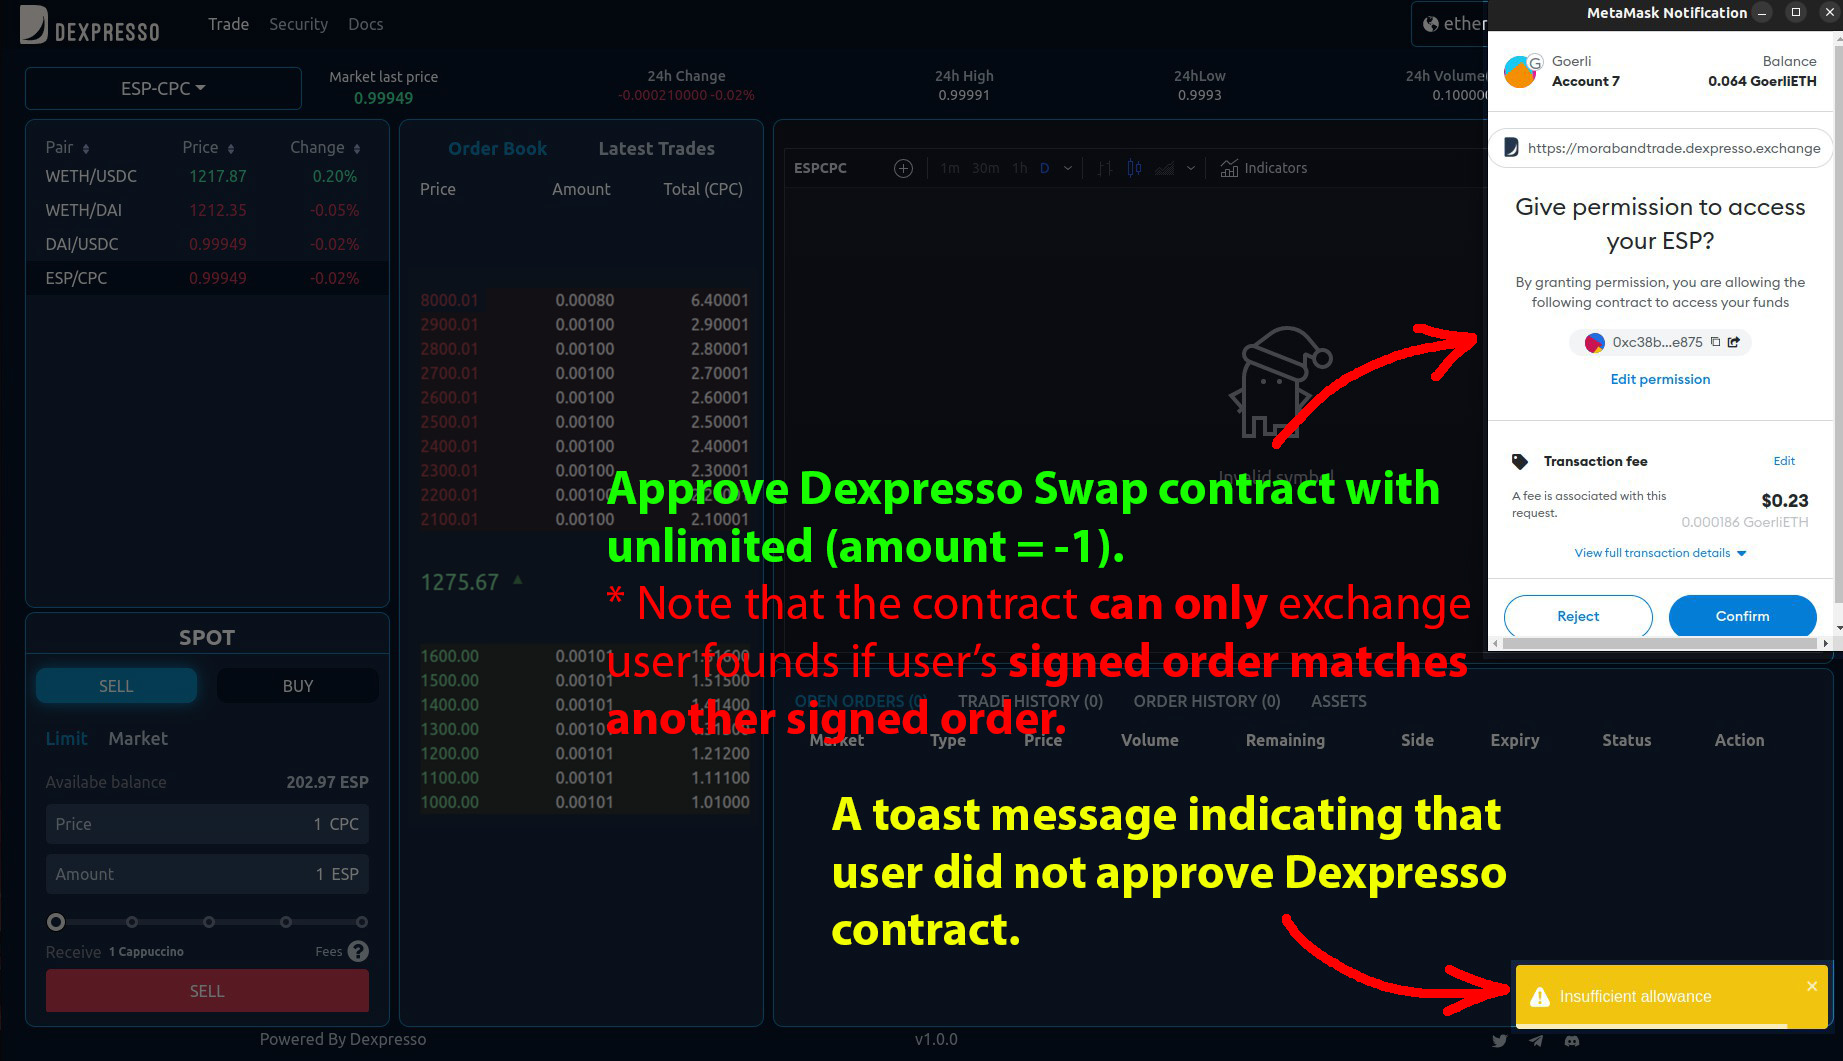 DEXPRESSO
Trade Security Docs
ether
MetaMask Notification
ESP-CPC
Market last price
0.99949
24h Change
-0.000210000 -0.02%
24h High
0.99991
24hLow
0.9993
24h Volume
0.10000
Pair Price Change
WETH/USDC 1217.87 0.20%
WETH/DAI 1212.35 -0.05%
DAI/USDC 0.99949 -0.02%
ESP/CPC 0.99949 -0.02%
Order Book Latest Trades
Price Amount Total (CPC)
8000.01 0.00080 6.40001
2900.01 0.00100 2.90001
2800.01 0.00100 2.80001
2700.01 0.00100 2.70001
2600.01 0.00100 2.60001
2500.01 0.00100 2.50001
2400.01 0.00100 2.40001
2300.01 0.00100 2.30001
2200.01 0.00100
2100.01 0.00100 2.10001
1275.67
1600.00 0.00101 1.61600
1500.00 0.00101 1.51500
1400.00 0.00101 1.41400
1300.00 0.00101
1200.00 0.00101 1.21200
1100.00 0.00101 1.11100
1000.00 0.00101 1.01000
ESPCPC 1m 30m 1h D Indicators
Invalid symbol
Goerli
Account 7
Balance
0.064 GoerliETH
https://morabandtrade.dexpresso.exchange
Give permission to access
your ESP?
By granting permission, you are allowing the
following contract to access your funds
0xc38b...e875
Edit permission
Transaction fee Edit
A fee is associated with this
request.
$0.23
0.000186 GoerliETH
View full transaction details
Reject Confirm
Approve Dexpresso Swap contract with
unlimited (amount = -1).
* Note that the contract can only exchange
user founds if user’s signed order matches
another signed order.
SPOT
SELL BUY
Limit Market
Availabe balance 202.97 ESP
Price 1 CPC
Amount 1 ESP
Receive 1 Cappuccino Fees ?
SELL
OPEN ORDERS (0) TRADE HISTORY (0) ORDER HISTORY (0) ASSETS
Market Type Price Volume Remaining Side Expiry Status Action
A toast message indicating that
user did not approve Dexpresso
contract.
Insufficient allowance
Powered By Dexpresso
v1.0.0